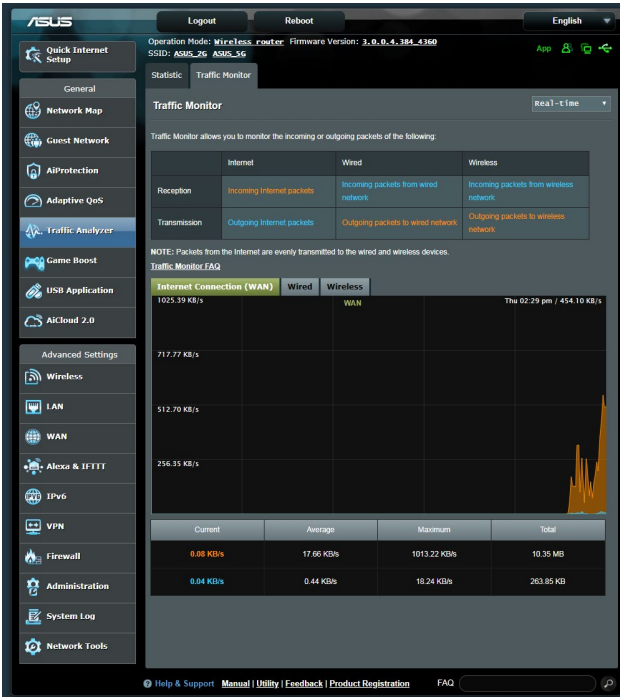 ASUS
Logout
Reboot
English
Quick Internet
Setup
General
Network Map
Guest Network
AiProtection
Adaptive QoS
Traffic Analyzer
Game Boost
USB Application
AiCloud 2.0
Advanced Settings
Wireless
LAN
WAN
Alexa & IFTTT
IPv6
VPN
Firewall
Administration
System Log
Network Tools
Operation Mode: Wireless router Firmware Version: 3.0.0.4.384_4360
SSID: ASUS_2G ASUS_5G
App
Statistic Traffic Monitor
Traffic Monitor
Real-time
Traffic Monitor allows you to monitor the incoming or outgoing packets of the following:
Internet Wired Wireless
Reception
Incoming Internet packets
Incoming packets from wired
network
Incoming packets from wireless
network
Transmission
Outgoing Internet packets
Outgoing packets to wired network
Outgoing packets to wireless
network
NOTE: Packets from the Internet are evenly transmitted to the wired and wireless devices.
Traffic Monitor FAQ
Internet Connection (WAN) Wired Wireless
1025.39 KB/s
WAN
Thu 02:29 pm / 454.10 KB/s
717.77 KB/s
512.70 KB/s
256.35 KB/s
Current Average Maximum Total
0.08 KB/s 17.66 KB/s 1013.22 KB/s 10.35 MB
0.04 KB/s 0.44 KB/s 18.24 KB/s 263.85 KB
Help & Support Manual | Utility | Feedback | Product Registration FAQ